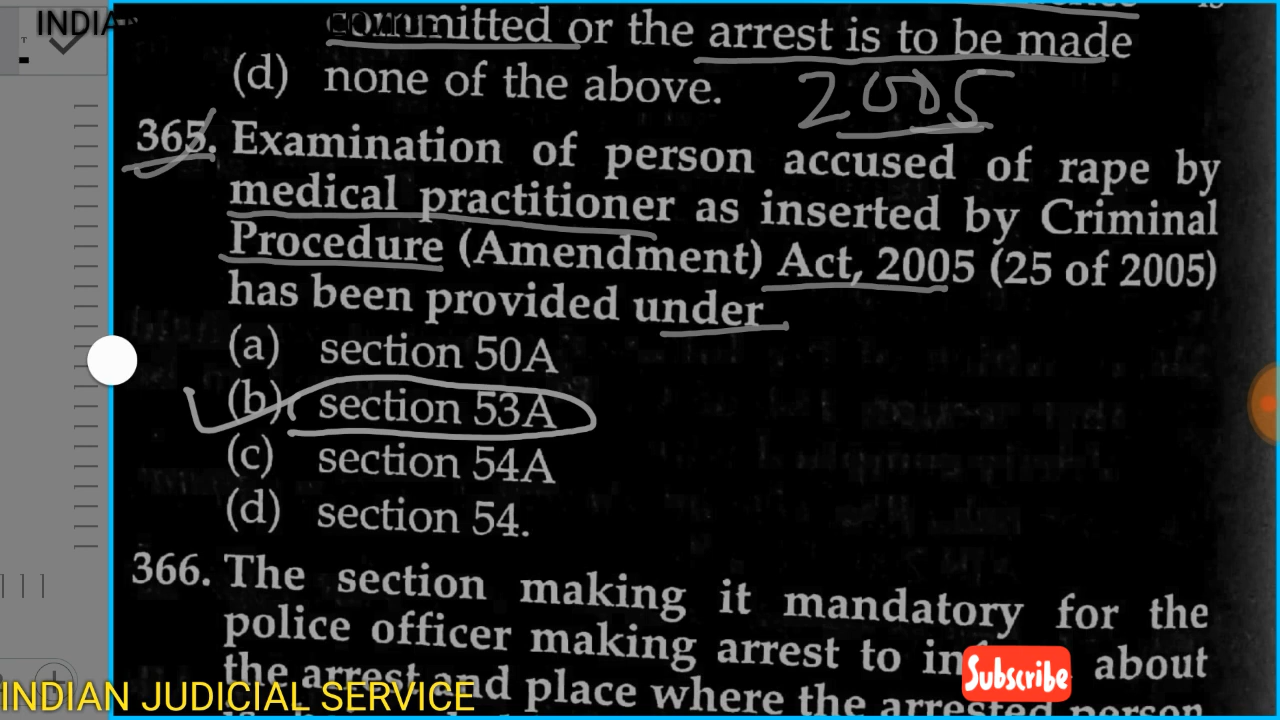 INDIA
committed or the arrest is to be made
(d) none of the above.
2005
365. Examination of person accused of rape by
medical practitioner as inserted by Criminal
Procedure (Amendment) Act, 2005 (25 of 2005)
has been provided under
(a) section 50A
(b) section 53A
(c) section 54A
(d) section 54.
366. The section making it mandatory for the
police officer making arrest to about
the arrest and place where the arrested person
Subscribe
INDIAN JUDICIAL SERVICE